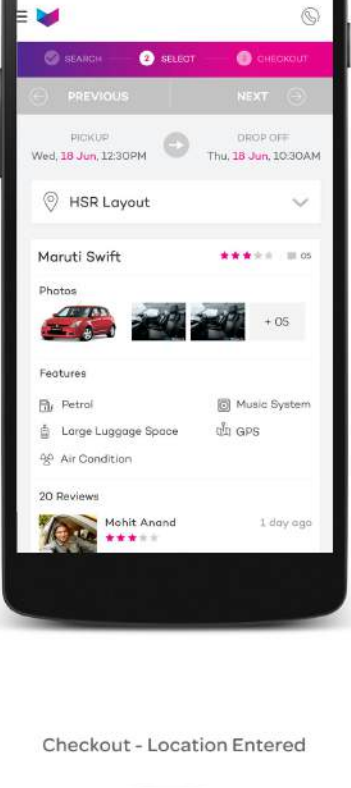 SEARCH 2 SELECT 3 CHECKOUT
PREVIOUS NEXT
PICKUP DROP OFF
Wed, 18 Jun, 12:30PM Thu, 18 Jun, 10:30AM
HSR Layout
Maruti Swift 05
Photos
+ 05
Features
Petrol Music System
Large Luggage Space GPS
Air Condition
20 Reviews
Mohit Anand 1 day ago
Checkout - Location Entered